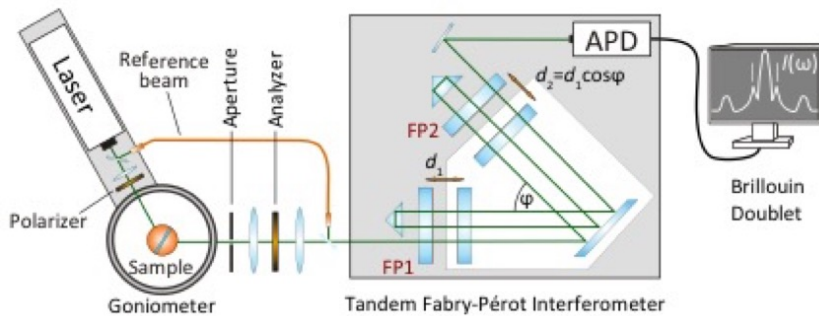 Laser
Reference
beam
Aperture
Analyzer
Polarizer
Sample
Goniometer
FP1
d₁
φ
FP2
d₂=d₁cosφ
APD
I(ω)
Brillouin
Doublet
Tandem Fabry-Pérot Interferometer